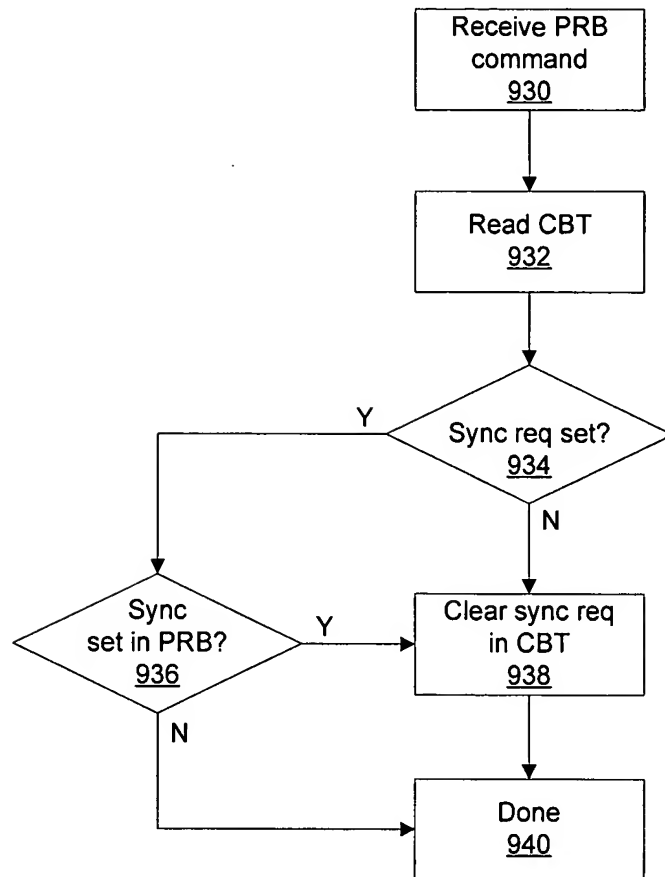 Receive PRB
command
930
Read CBT
932
Y
Sync req set?
934
N
Sync
set in PRB?
936
Y
Clear sync req
in CBT
938
N
Done
940